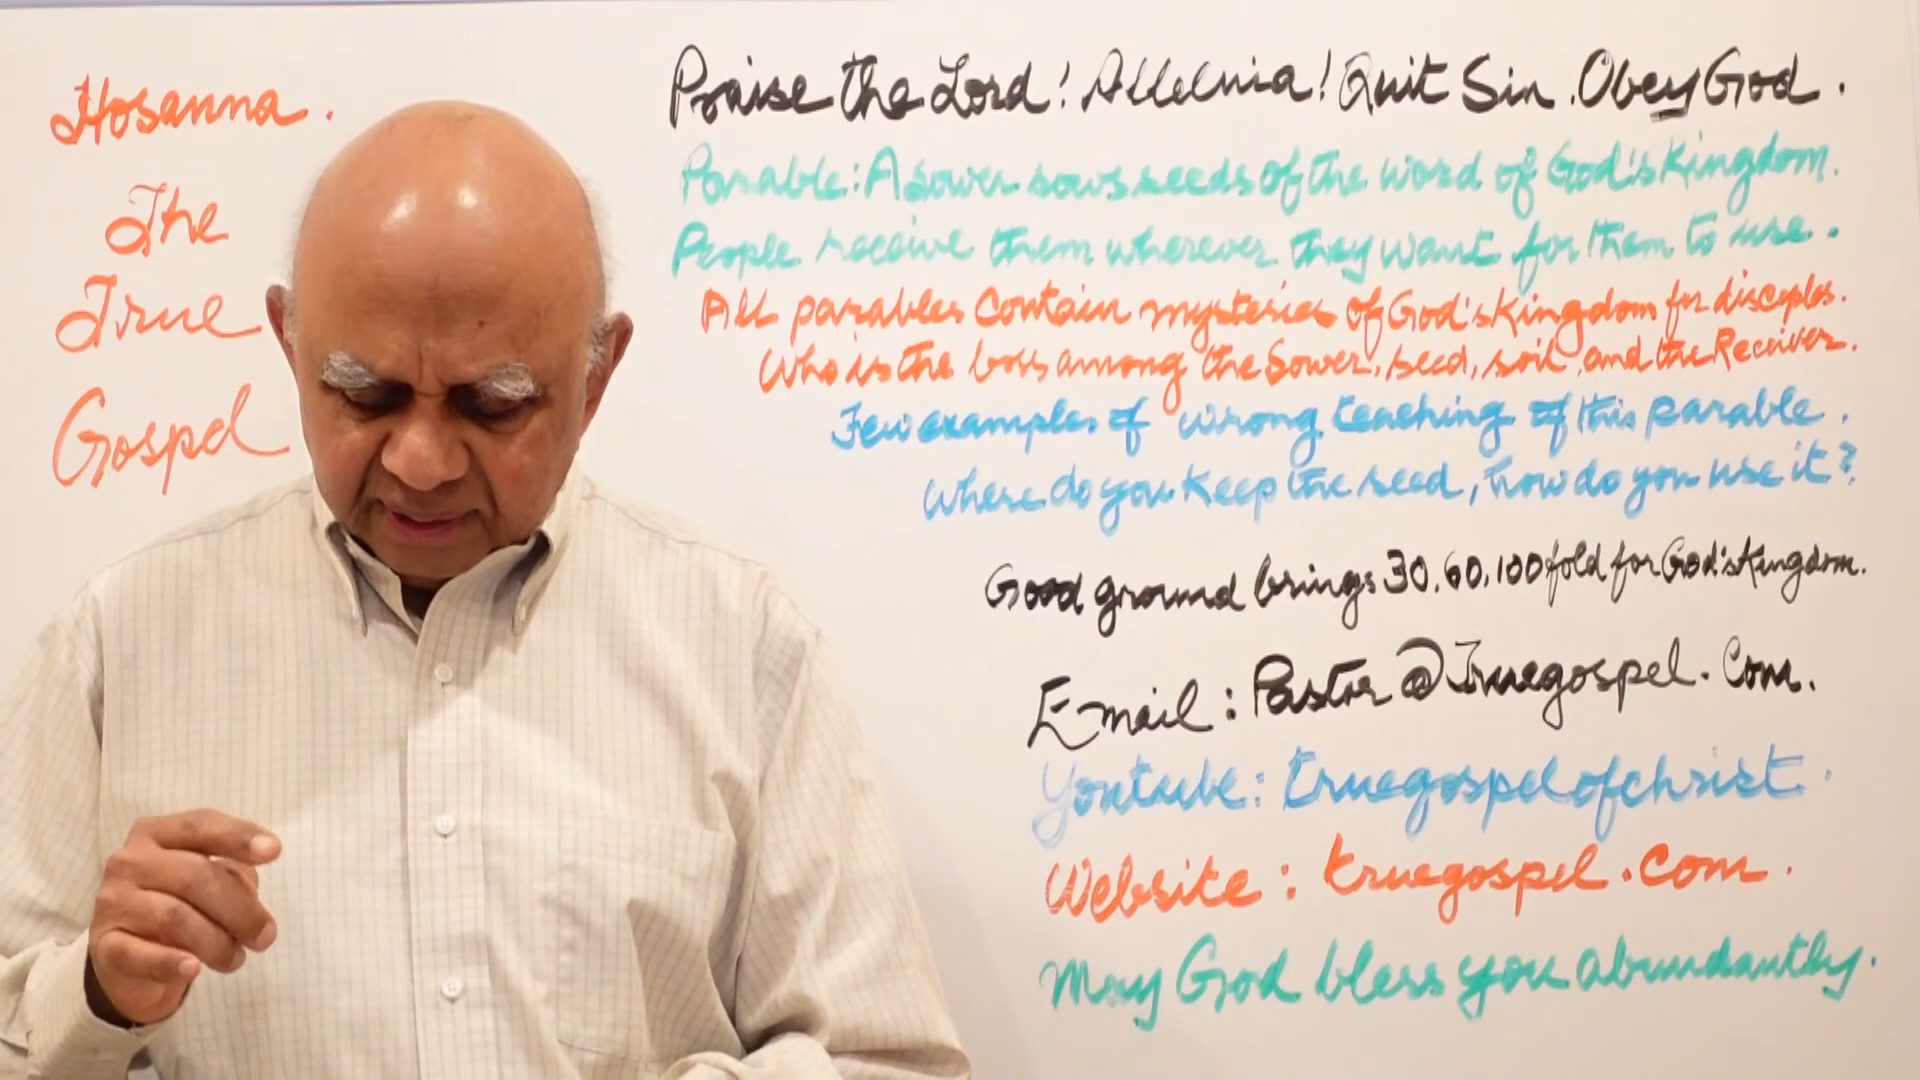 Hosanna.
The
True
Gospel
Praise the Lord! Alleluia! Quit Sin. Obey God.
Parable: A Sower sows seeds of the word of God's Kingdom.
People receive them wherever they want for them to use.
All parables contain mysteries of God's Kingdom for disciples.
Who is the boss among the Sower, seed, soil, and the Receiver.
Few examples of wrong teaching of this parable.
Where do you keep the seed, how do you use it?
Good ground brings 30, 60, 100 fold for God's Kingdom.
E-mail: Pastor@Truegospel.Com.
Youtube: truegospelofchrist.
Website: truegospel.com.
May God bless you abundantly.